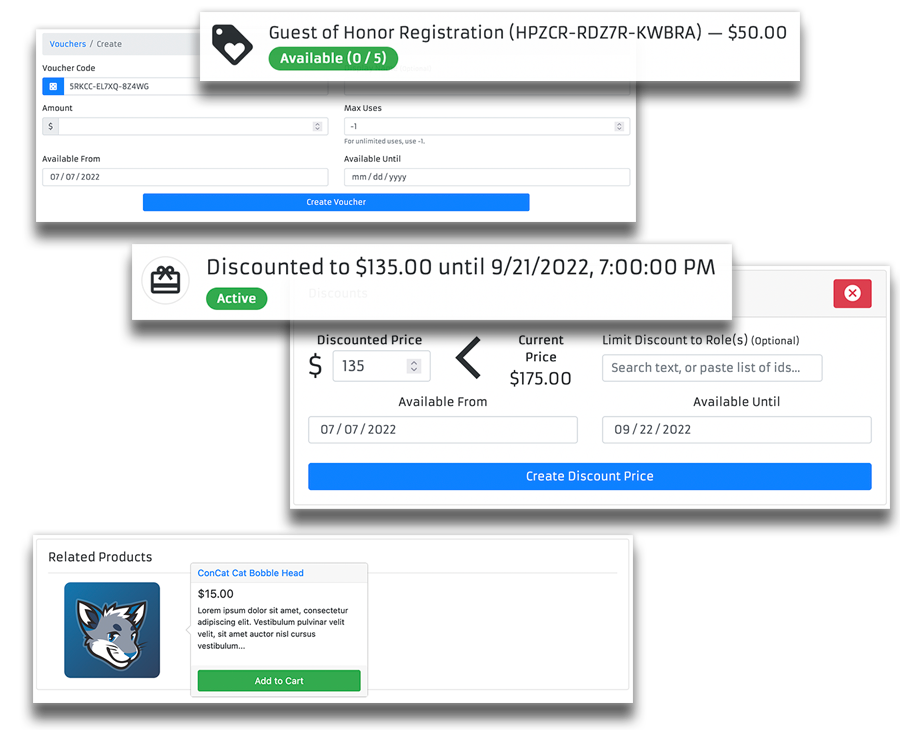 Guest of Honor Registration (HPZCR-RDZ7R-KWBRA) — $50.00
Available (0 / 5)
Vouchers / Create
Voucher Code
5RKCC-EL7XQ-8Z4WG
Amount
Max Uses
$
-1
For unlimited uses, use -1.
Available From
Available Until
07/07/2022
mm/dd/yyyy
Create Voucher
Discounted to $135.00 until 9/21/2022, 7:00:00 PM
Active
Discounts
Discounted Price
$ 135
Current
Price
$175.00
Limit Discount to Role(s) (Optional)
Search text, or paste list of ids...
Available From
Available Until
07/07/2022
09/22/2022
Create Discount Price
Related Products
ConCat Cat Bobble Head
$15.00
Lorem ipsum dolor sit amet, consectetur
adipiscing elit. Vestibulum pulvinar velit
velit, sit amet auctor nisl cursus
vestibulum...
Add to Cart